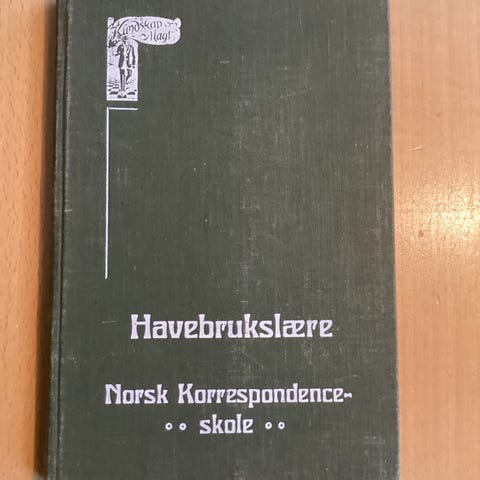 Kundskap er
Magt
Havebrukslære
Norsk Korrespondence-
skole